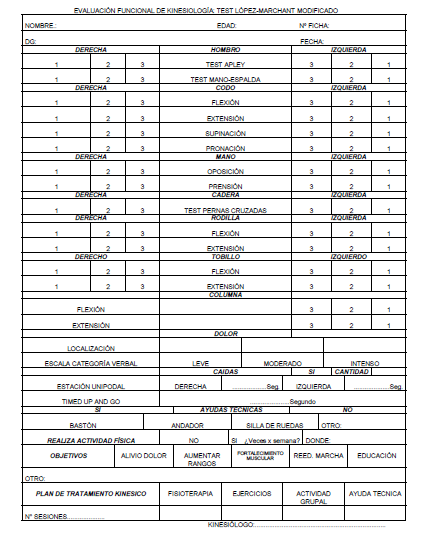 EVALUACIÓN FUNCIONAL DE KINESIOLOGÍA: TEST LÓPEZ-MARCHANT MODIFICADO
NOMBRE.: EDAD: Nº FICHA:
DG: FECHA:
DERECHA HOMBRO IZQUIERDA
1 2 3 TEST APLEY 3 2 1
1 2 3 TEST MANO-ESPALDA 3 2 1
DERECHA CODO IZQUIERDA
1 2 3 FLEXIÓN 3 2 1
1 2 3 EXTENSIÓN 3 2 1
1 2 3 SUPINACIÓN 3 2 1
1 2 3 PRONACIÓN 3 2 1
DERECHA MANO IZQUIERDA
1 2 3 OPOSICIÓN 3 2 1
1 2 3 PRENSIÓN 3 2 1
DERECHA CADERA IZQUIERDA
1 2 3 TEST PERNAS CRUZADAS 3 2 1
DERECHA RODILLA IZQUIERDA
1 2 3 FLEXIÓN 3 2 1
1 2 3 EXTENSIÓN 3 2 1
DERECHO TOBILLO IZQUIERDO
1 2 3 FLEXIÓN 3 2 1
1 2 3 EXTENSIÓN 3 2 1
COLUMNA
FLEXIÓN 3 2 1
EXTENSIÓN 3 2 1
DOLOR
LOCALIZACIÓN
ESCALA CATEGORÍA VERBAL LEVE MODERADO INTENSO
CAIDAS SI CANTIDAD
ESTACIÓN UNIPODAL DERECHA ....................Seg IZQUIERDA ....................Seg
TIMED UP AND GO ......................Segundo
SI AYUDAS TÉCNICAS NO
BASTÓN ANDADOR SILLA DE RUEDAS OTRO:
REALIZA ACTIVIDAD FÍSICA NO SI ¿Veces x semana? DONDE:
OBJETIVOS ALIVIO DOLOR AUMENTAR RANGOS FORTALECIMIENTO MUSCULAR REED. MARCHA EDUCACIÓN
OTRO:
PLAN DE TRATAMIENTO KINESICO FISIOTERAPIA EJERCICIOS ACTIVIDAD GRUPAL AYUDA TECNICA
Nº SESIONES.....................
KINESIÓLOGO:......................................................